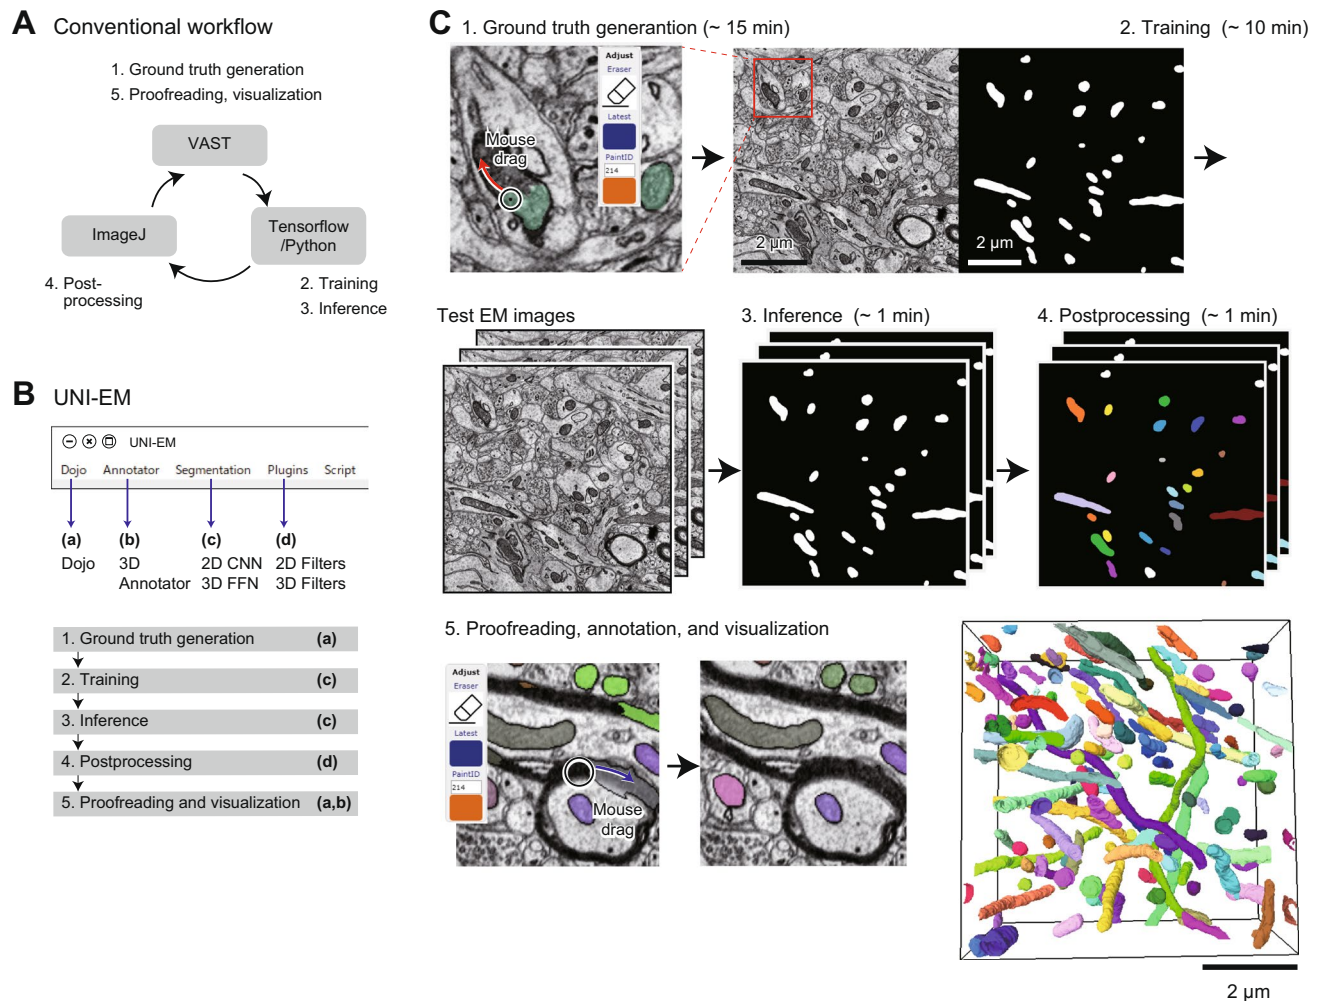 A Conventional workflow
1. Ground truth generation
5. Proofreading, visualization
VAST
ImageJ
Tensorflow
/Python
4. Post-
processing
2. Training
3. Inference
B UNI-EM
UNI-EM
Dojo Annotator Segmentation Plugins Script
(a) (b) (c) (d)
Dojo 3D 2D CNN 2D Filters
Annotator 3D FFN 3D Filters
1. Ground truth generation (a)
2. Training (c)
3. Inference (c)
4. Postprocessing (d)
5. Proofreading and visualization (a,b)
C 1. Ground truth generantion (~ 15 min)
2. Training (~ 10 min)
Adjust
Eraser
Latest
PaintID
214
Mouse
drag
2 μm
2 μm
Test EM images
3. Inference (~ 1 min)
4. Postprocessing (~ 1 min)
5. Proofreading, annotation, and visualization
Adjust
Eraser
Latest
PaintID
214
Mouse
drag
2 μm